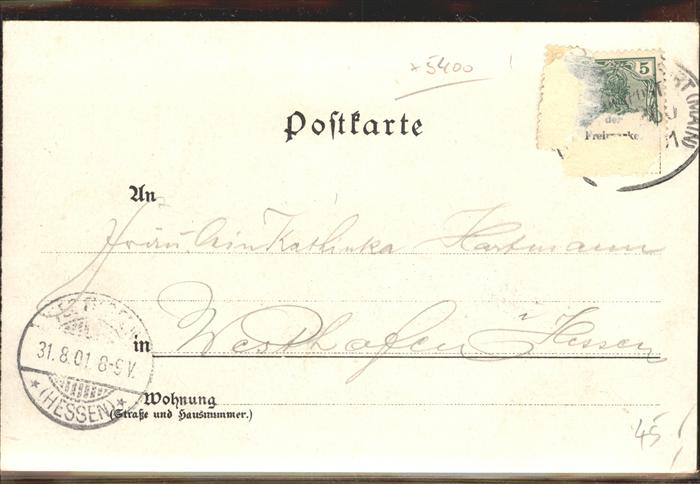 *5400
5
Postkarte
der
Freimarke
An
Fräulein Kathinka Hartmann
in Westhofen i Hessen
31.8.01. 8-9V.
*(HESSEN)*
Wohnung
(Straße und Hausnummer.)
45